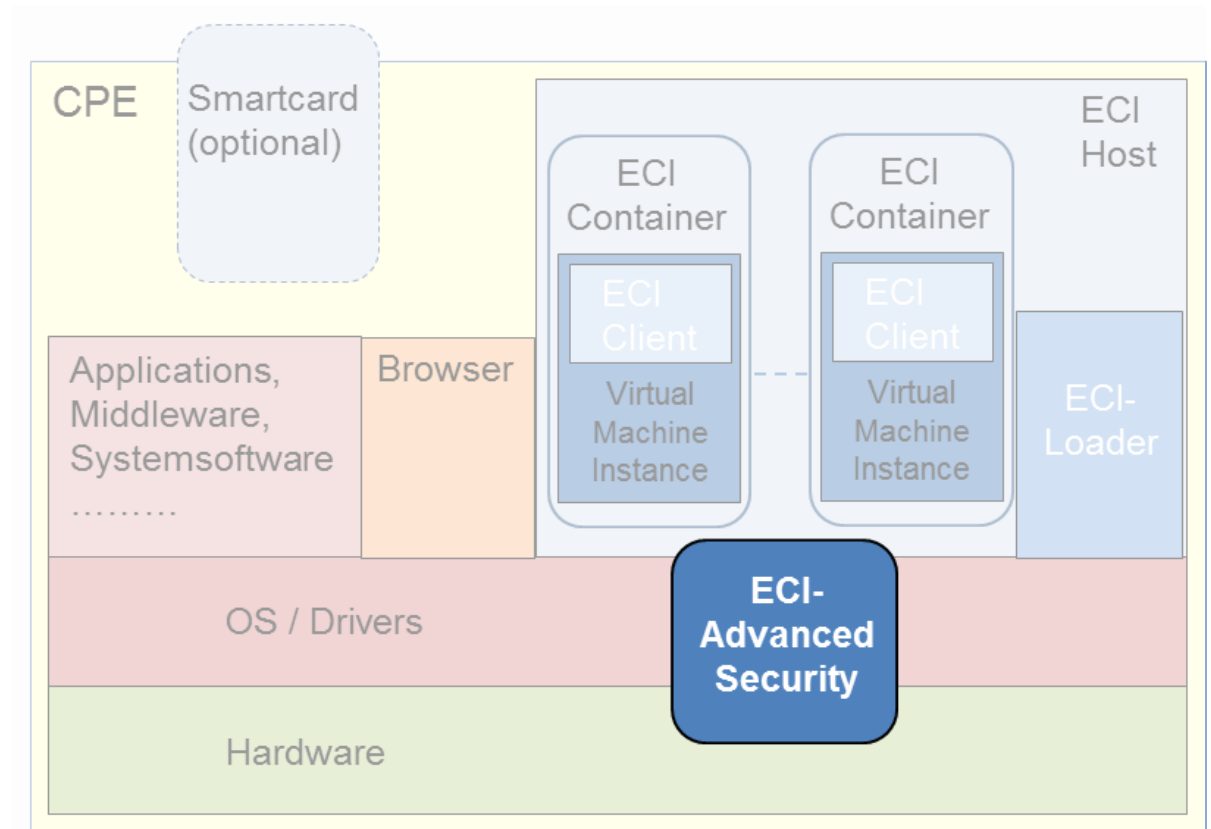 CPE
Smartcard
(optional)
ECI
Host
ECI
Container
ECI
Client
Virtual
Machine
Instance
ECI
Container
ECI
Client
Virtual
Machine
Instance
Applications,
Middleware,
Systemsoftware
………
Browser
ECI-
Loader
ECI-
Advanced
Security
OS / Drivers
Hardware